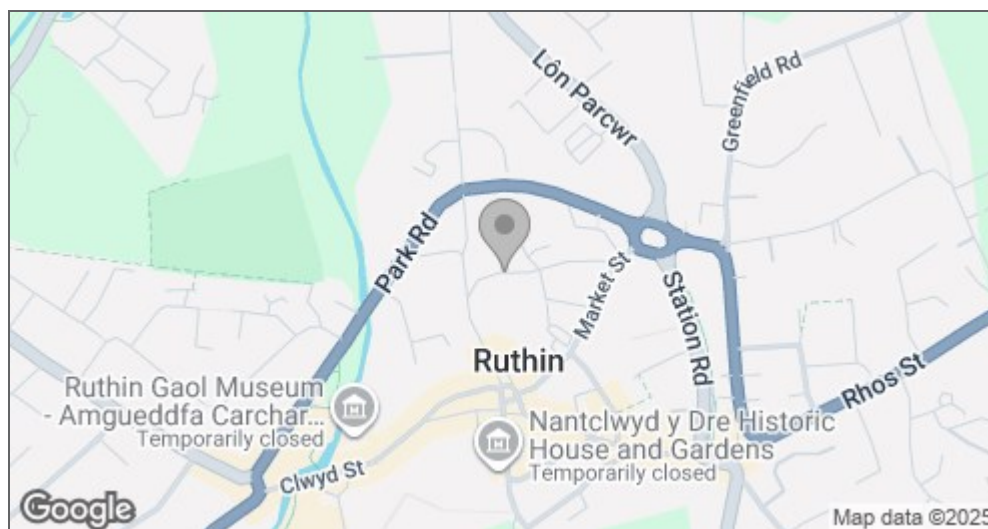 Lôn Parcwr
Greenfield Rd
Park Rd
Market St
Station Rd
Ruthin
Rhos St
Ruthin Gaol Museum
- Amgueddfa Carchar...
Temporarily closed
Nantclwyd y Dre Historic
House and Gardens
Temporarily closed
Clwyd St
Google
Map data ©2025